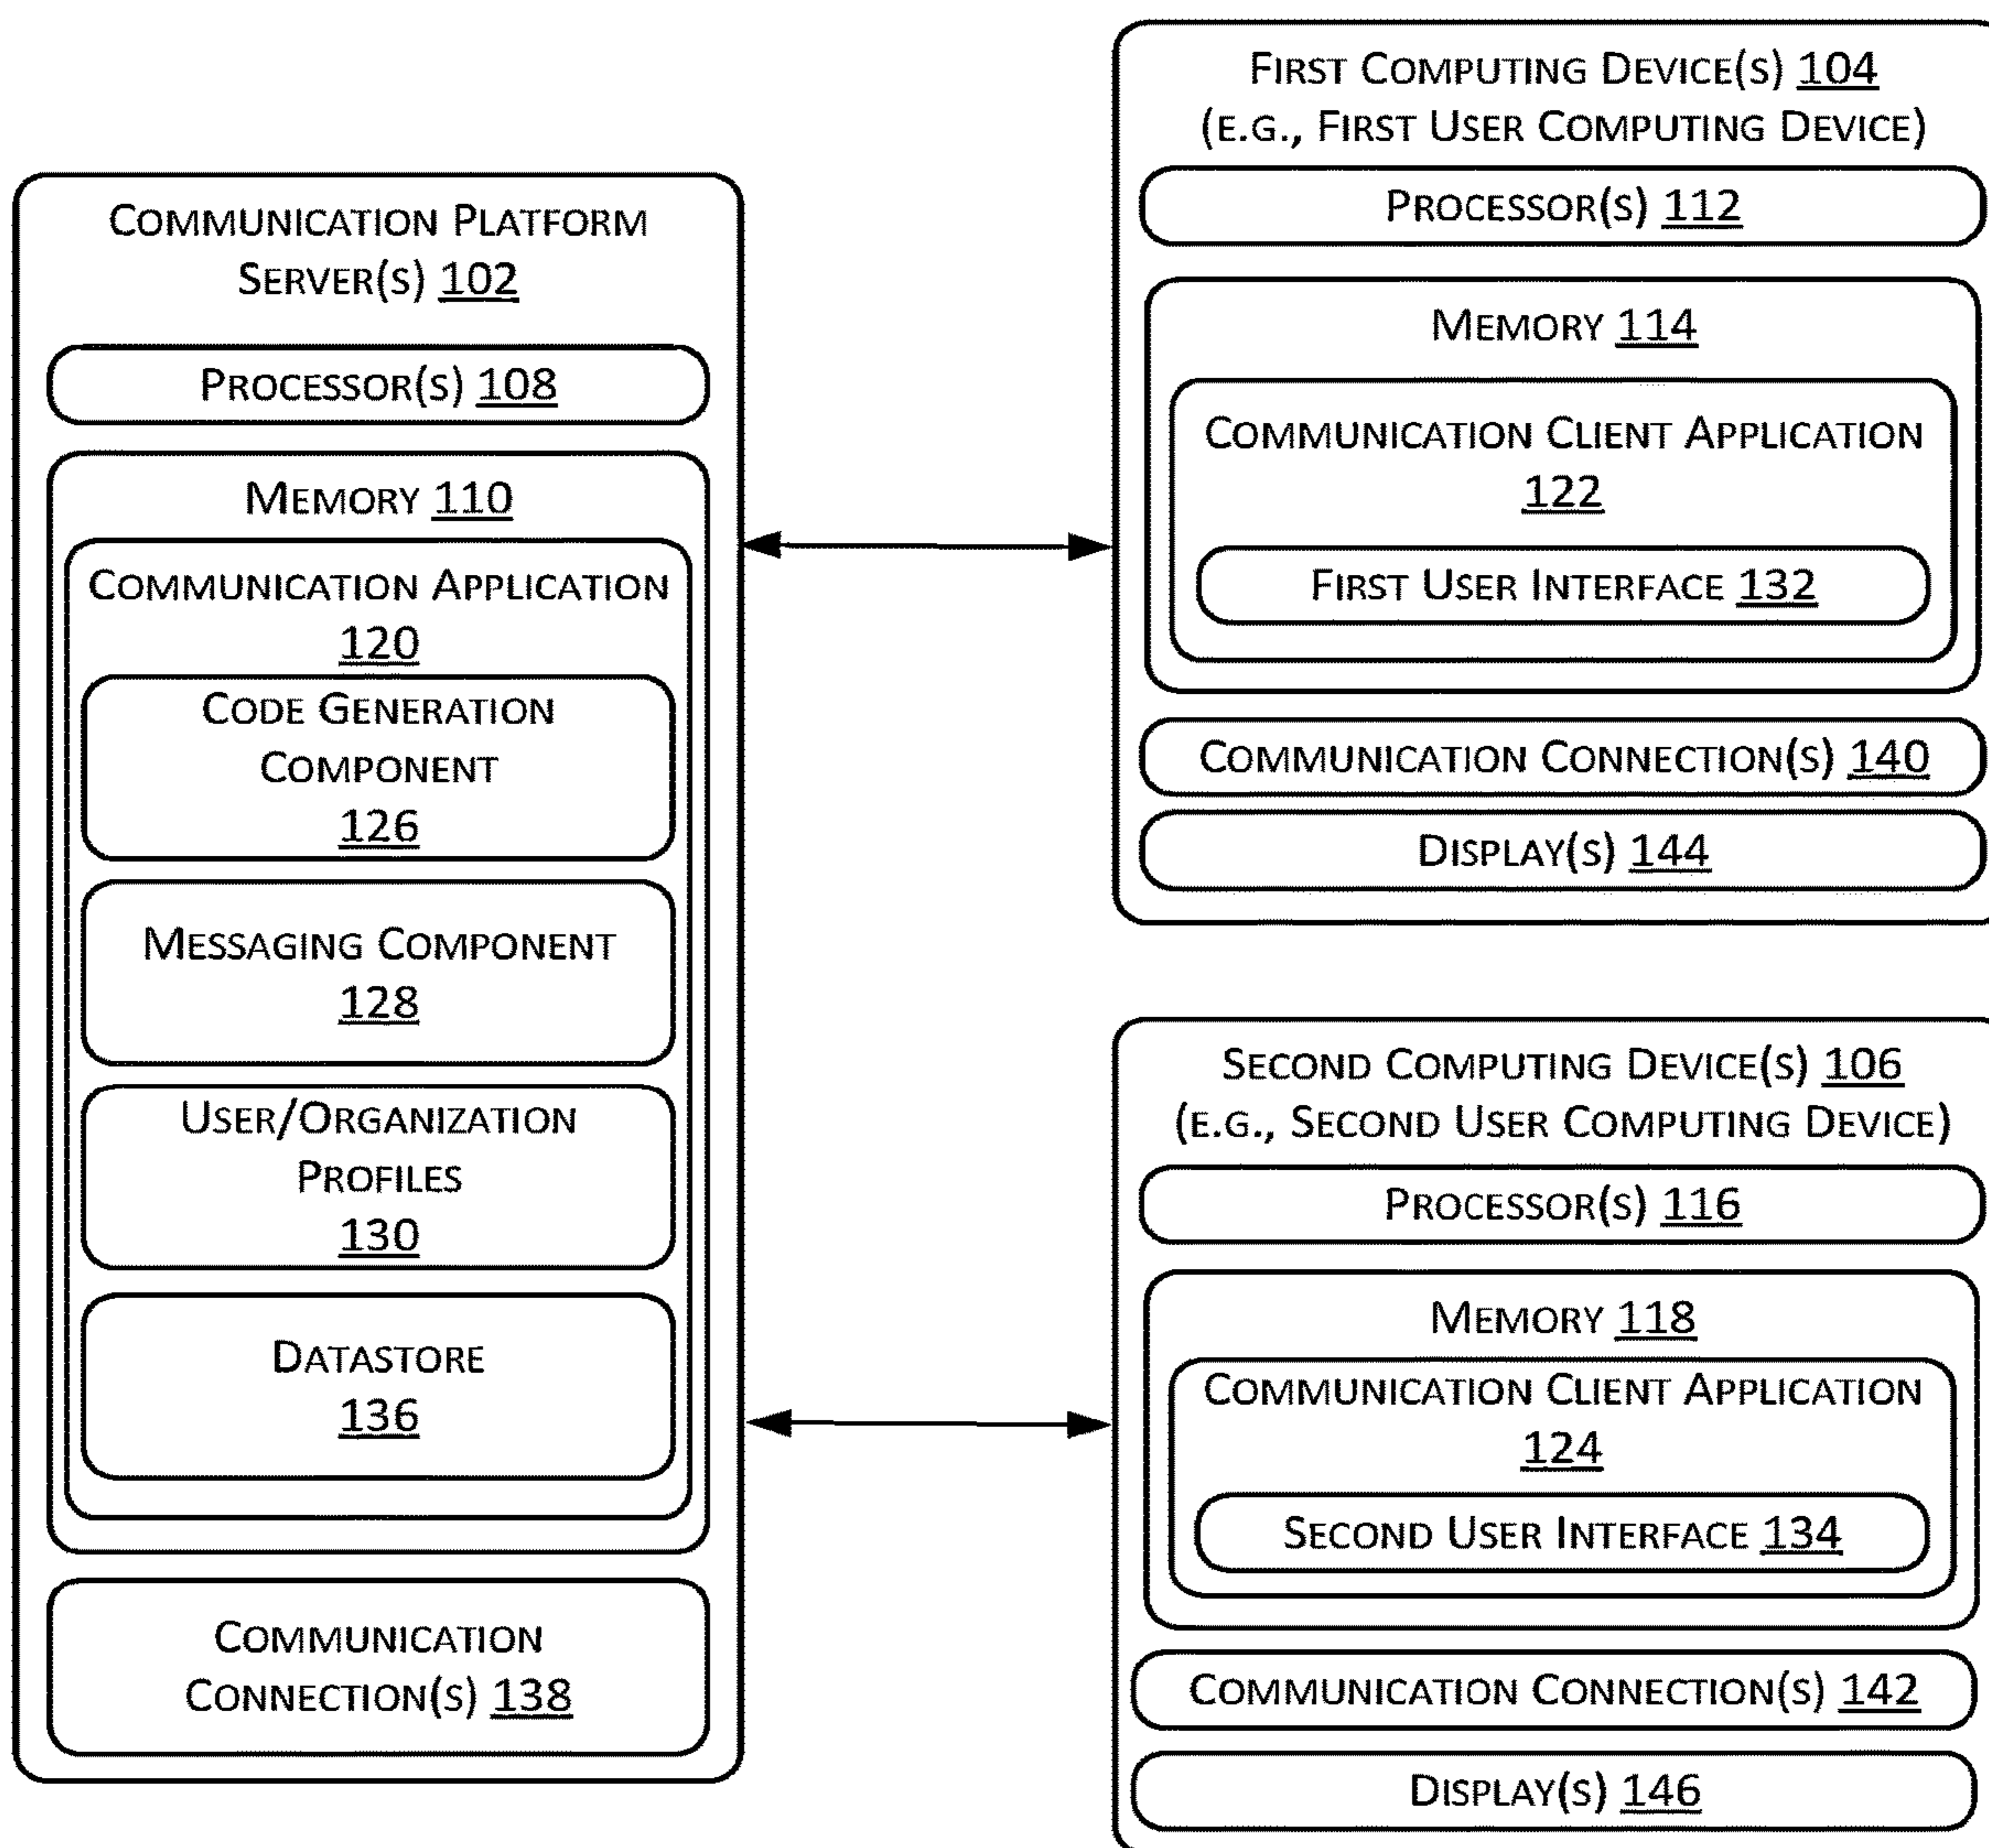 COMMUNICATION PLATFORM
SERVER(S) 102
PROCESSOR(S) 108
MEMORY 110
COMMUNICATION APPLICATION
120
CODE GENERATION
COMPONENT
126
MESSAGING COMPONENT
128
USER/ORGANIZATION
PROFILES
130
DATASTORE
136
COMMUNICATION
CONNECTION(S) 138
FIRST COMPUTING DEVICE(S) 104
(E.G., FIRST USER COMPUTING DEVICE)
PROCESSOR(S) 112
MEMORY 114
COMMUNICATION CLIENT APPLICATION
122
FIRST USER INTERFACE 132
COMMUNICATION CONNECTION(S) 140
DISPLAY(S) 144
SECOND COMPUTING DEVICE(S) 106
(E.G., SECOND USER COMPUTING DEVICE)
PROCESSOR(S) 116
MEMORY 118
COMMUNICATION CLIENT APPLICATION
124
SECOND USER INTERFACE 134
COMMUNICATION CONNECTION(S) 142
DISPLAY(S) 146